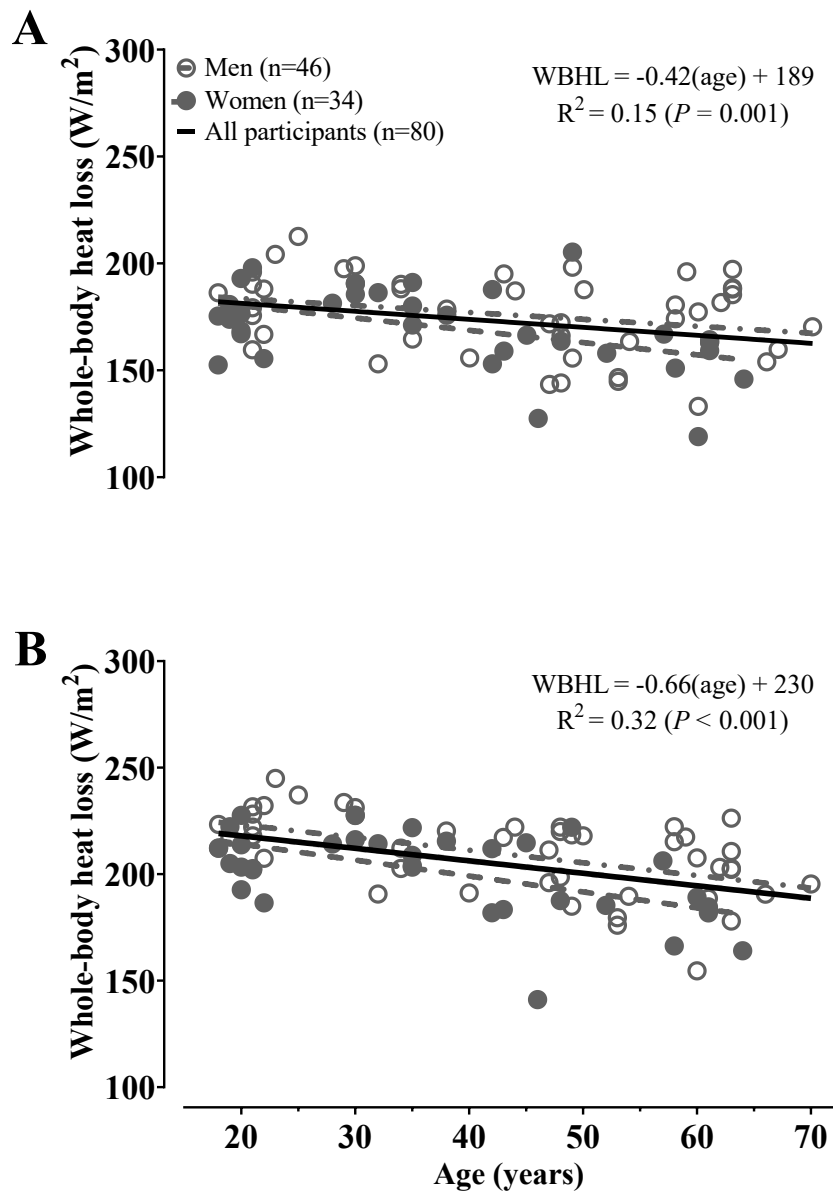 A
Whole-body heat loss (W/m²)
300
250
200
150
100
Men (n=46)
Women (n=34)
All participants (n=80)
WBHL = -0.42(age) + 189
R² = 0.15 (P = 0.001)
B
Whole-body heat loss (W/m²)
300
250
200
150
100
WBHL = -0.66(age) + 230
R² = 0.32 (P < 0.001)
20 30 40 50 60 70
Age (years)